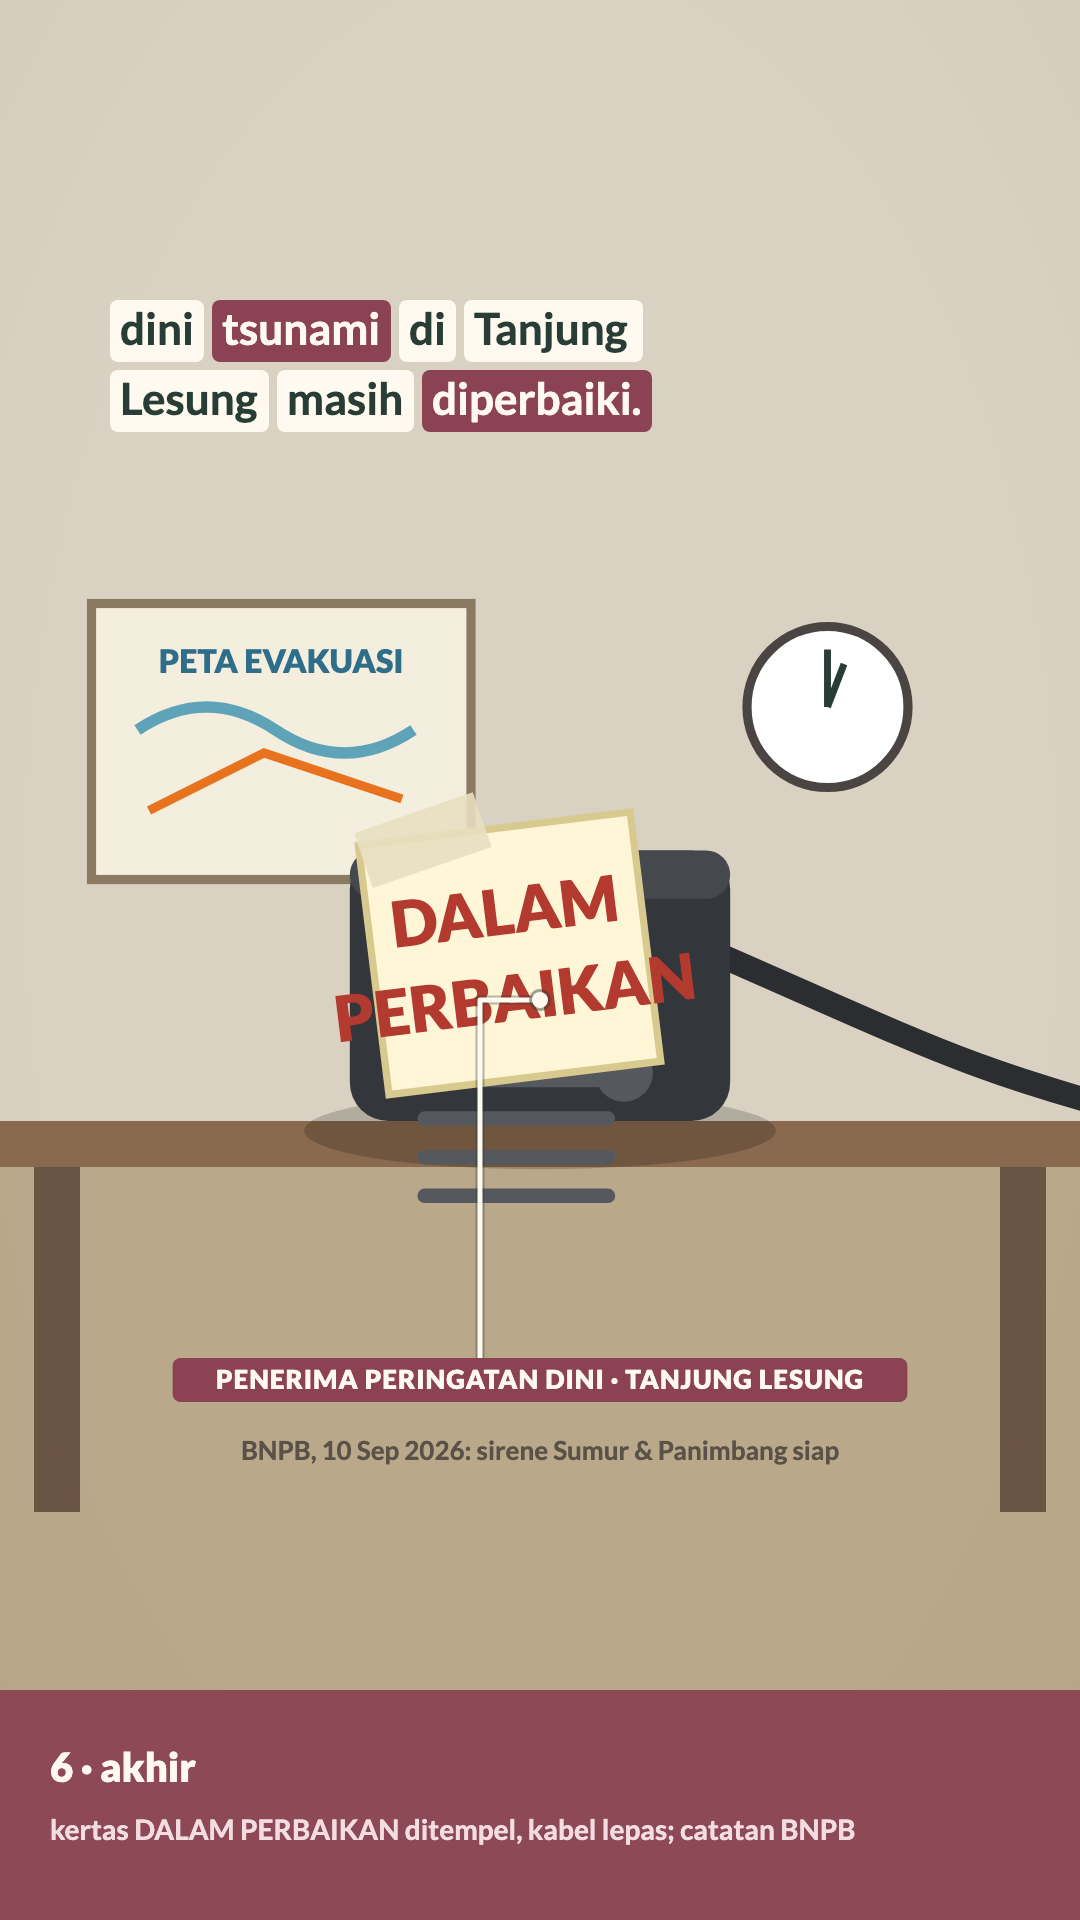 dini tsunami di Tanjung
Lesung masih diperbaiki.
PETA EVAKUASI
DALAM
PERBAIKAN
PENERIMA PERINGATAN DINI • TANJUNG LESUNG
BNPB, 10 Sep 2026: sirene Sumur & Panimbang siap
6 • akhir
kertas DALAM PERBAIKAN ditempel, kabel lepas; catatan BNPB